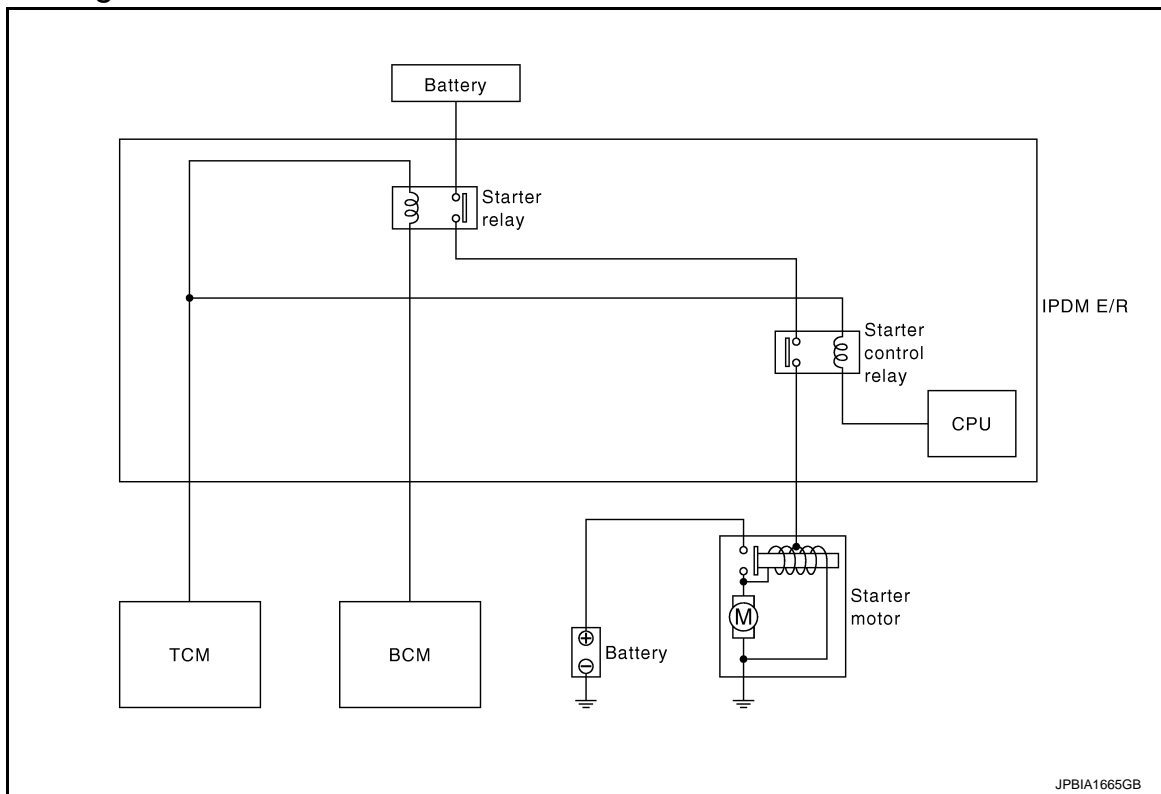 Battery
Starter
relay
IPDM E/R
Starter
control
relay
CPU
TCM
BCM
Battery
M
Starter
motor
JPBIA1665GB